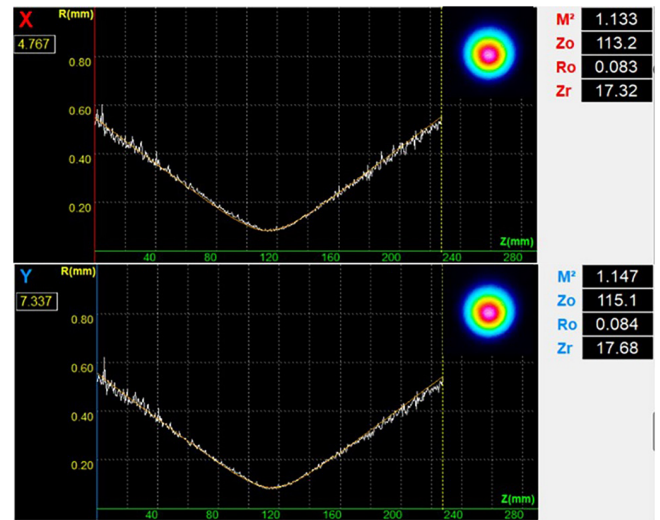 X
R(mm)
4.767
0.80
0.60
0.40
0.20
Z(mm)
40 80 120 160 200 240 280
M² 1.133
Zo 113.2
Ro 0.083
Zr 17.32
Y
R(mm)
7.337
0.80
0.60
0.40
0.20
Z(mm)
40 80 120 160 200 240 280
M² 1.147
Zo 115.1
Ro 0.084
Zr 17.68